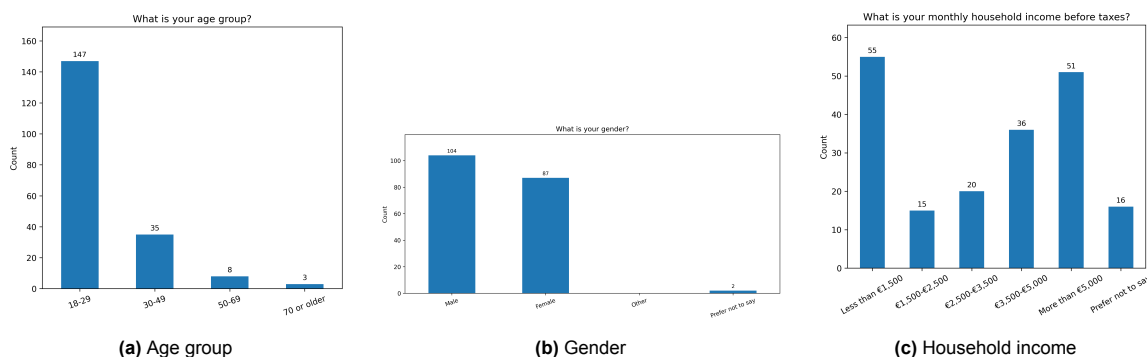 What is your age group?
160
140
120
100
80
60
40
20
0
Count
147
35
8
3
18-29
30-49
50-69
70 or older
(a) Age group
What is your gender?
100
80
60
40
20
0
Count
104
87
2
Male
Female
Other
Prefer not to say
(b) Gender
What is your monthly household income before taxes?
60
50
40
30
20
10
0
Count
55
15
20
36
51
16
Less than €1,500
€1,500-€2,500
€2,500-€3,500
€3,500-€5,000
More than €5,000
Prefer not to say
(c) Household income